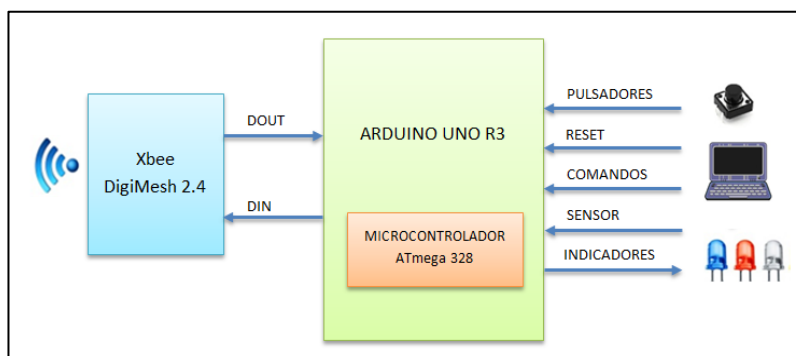 Xbee
DigiMesh 2.4
DOUT
DIN
ARDUINO UNO R3
MICROCONTROLADOR
ATmega 328
PULSADORES
RESET
COMANDOS
SENSOR
INDICADORES